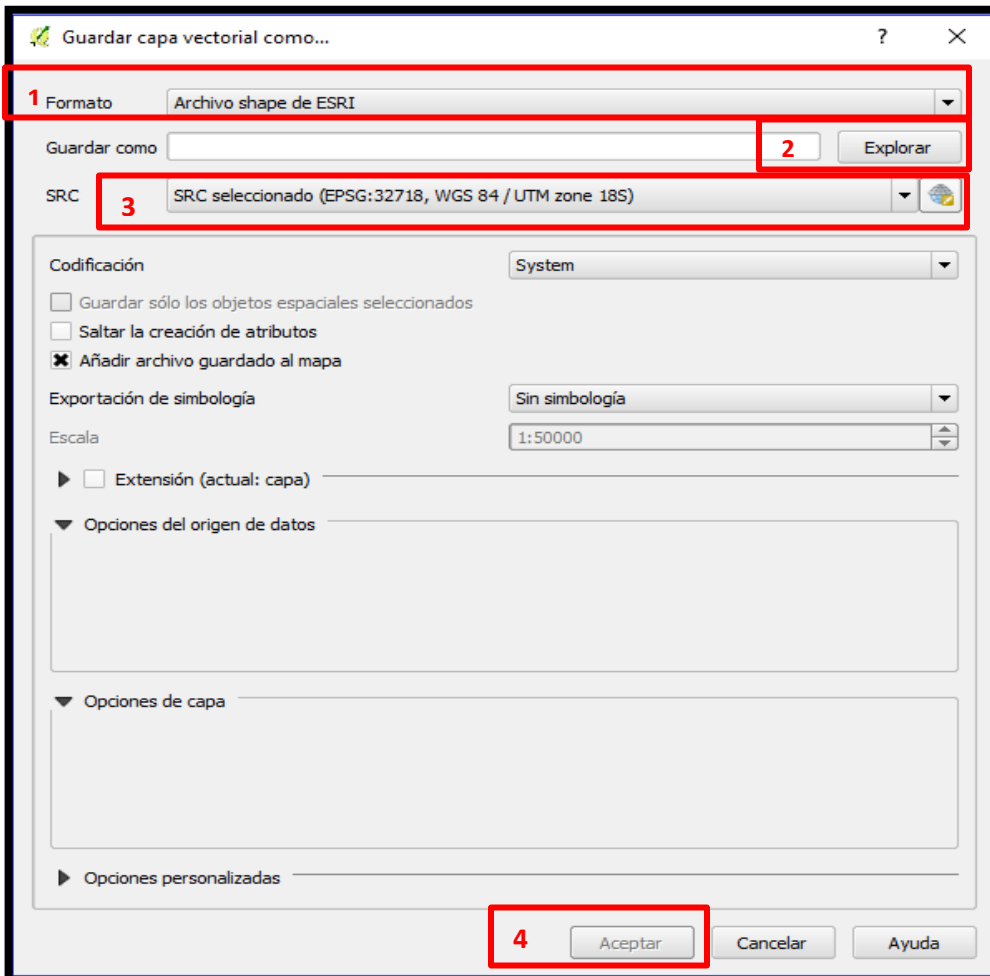 Guardar capa vectorial como... ?
1 Formato Archivo shape de ESRI
Guardar como 2 Explorar
SRC 3 SRC seleccionado (EPSG:32718, WGS 84 / UTM zone 18S)
Codificación System
Guardar sólo los objetos espaciales seleccionados
Saltar la creación de atributos
Añadir archivo guardado al mapa
Exportación de simbología Sin simbología
Escala 1:50000
Extensión (actual: capa)
Opciones del origen de datos
Opciones de capa
Opciones personalizadas
4 Aceptar Cancelar Ayuda